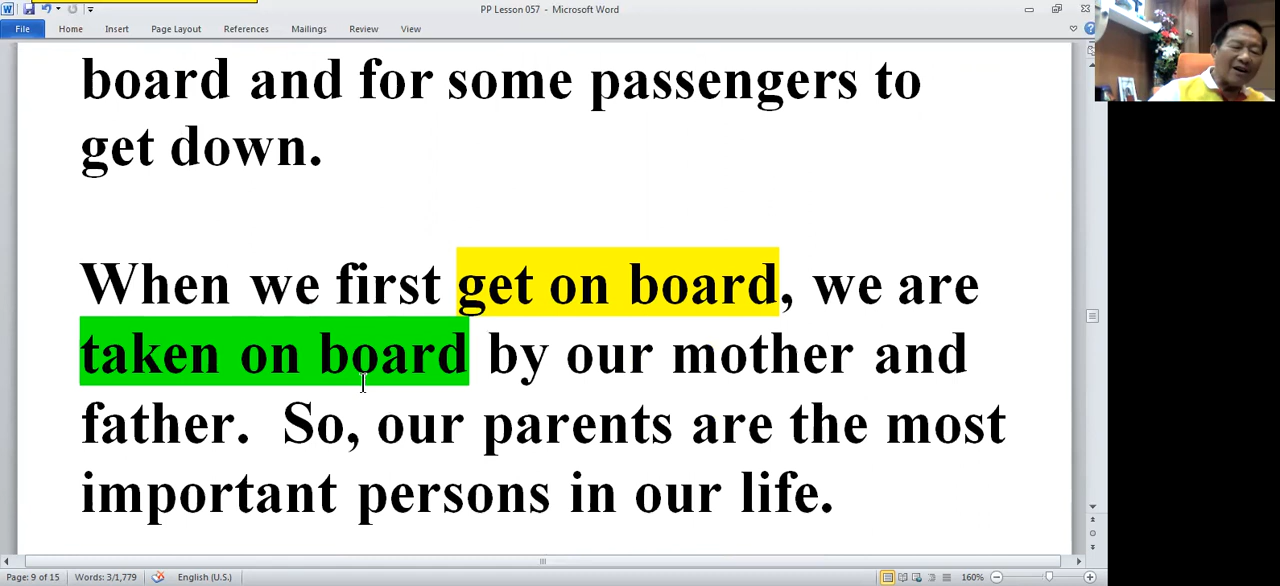 PP Lesson 057 - Microsoft Word
File Home Insert Page Layout References Mailings Review View
board and for some passengers to
get down.
When we first get on board, we are
taken on board by our mother and
father. So, our parents are the most
important persons in our life.
Page: 9 of 15 Words: 3/1,779 English (U.S.) 160%